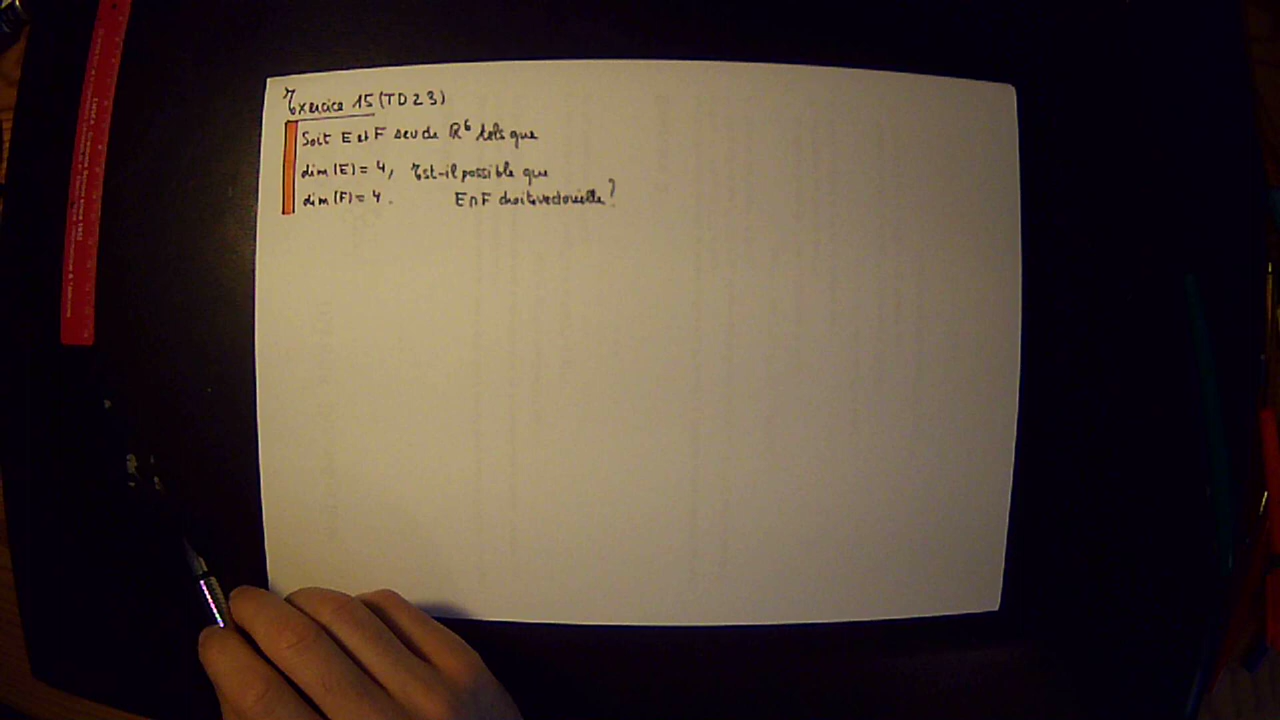 Exercice 15 (TD 23)
Soit E et F sev de R⁶ tels que
dim (E) = 4, Est-il possible que
dim (F) = 4. E ∩ F droite vectorielle ?